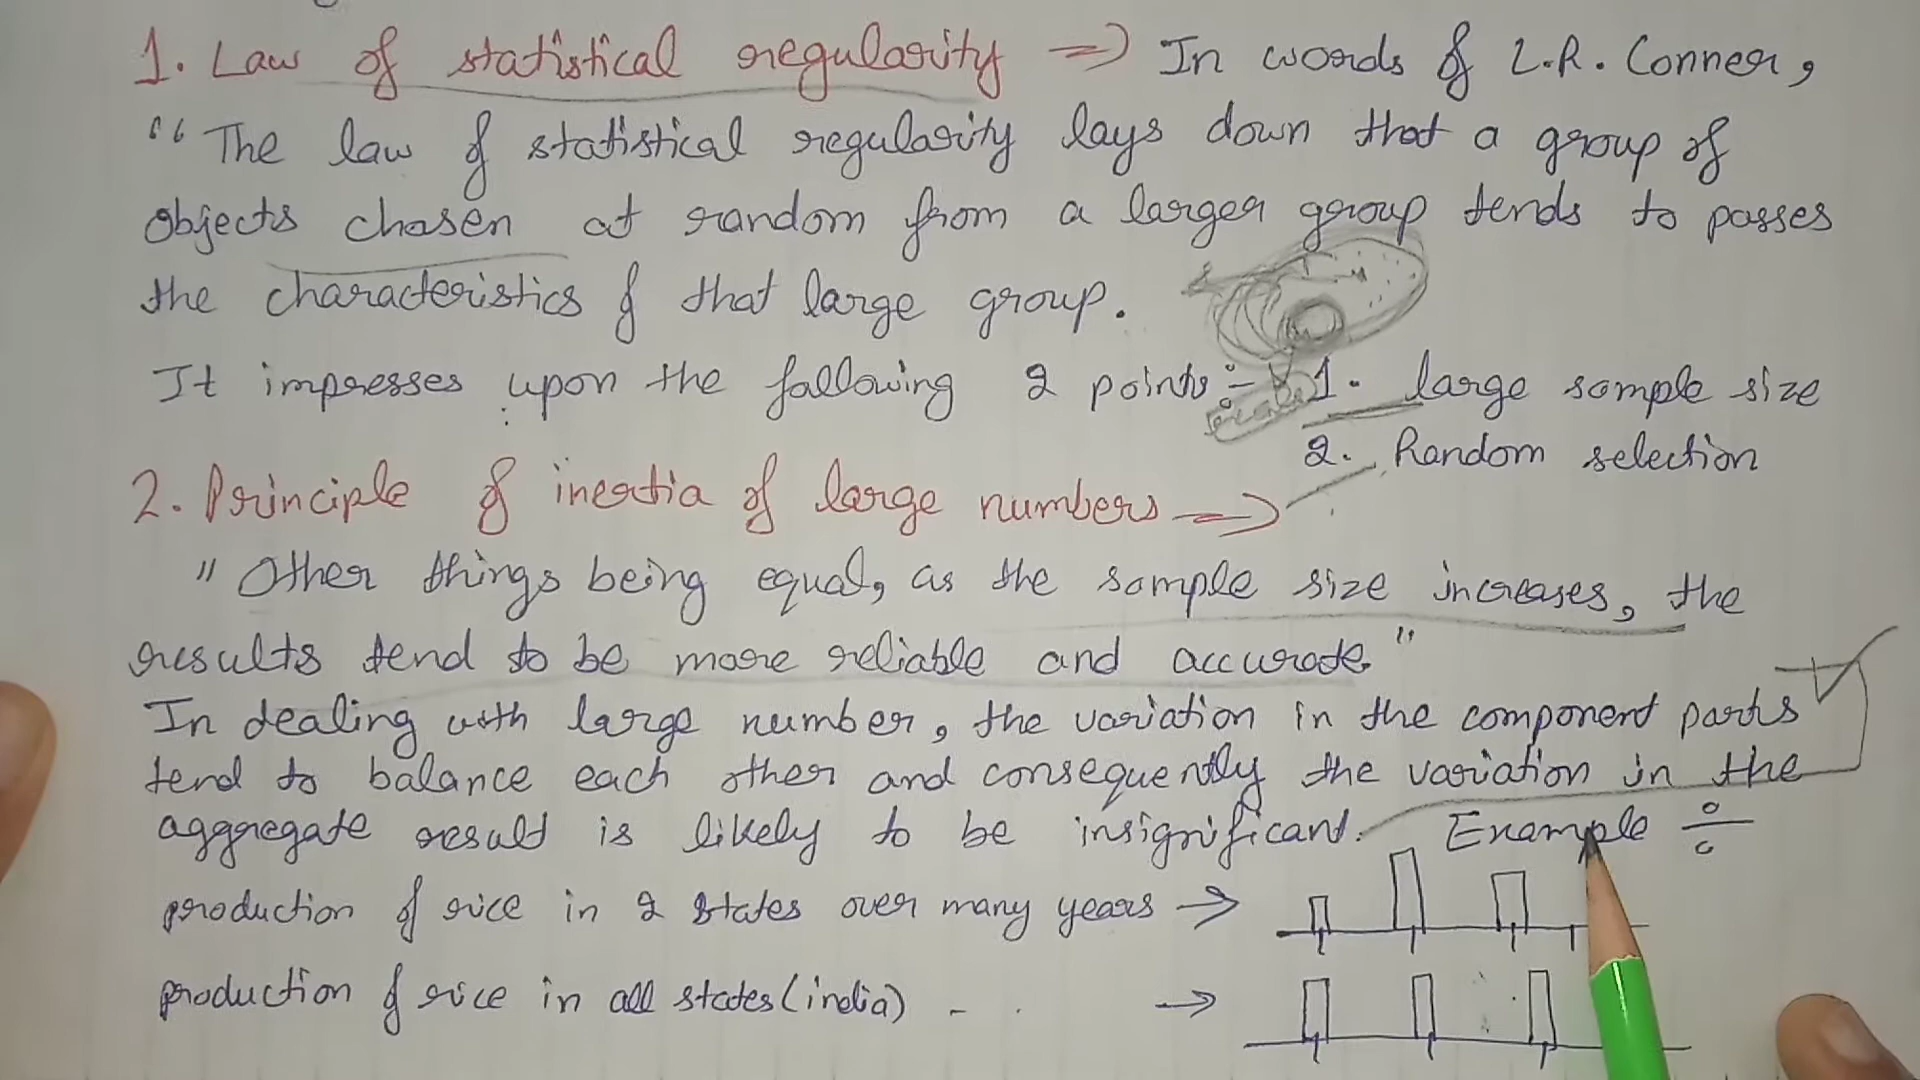 1. Law of statistical regularity => In words of L.R. Conner,
"The law of statistical regularity lays down that a group of
objects chosen at random from a larger group tends to posses
the characteristics of that large group.
It impresses upon the following 2 points :- 1. large sample size
2. Random selection
2. Principle of inertia of large numbers =>
"Other things being equal, as the sample size increases, the
results tend to be more reliable and accurate"
In dealing with large number, the variation in the component parts
tend to balance each other and consequently the variation in the
aggregate result is likely to be insignificant. Example ÷
production of rice in 2 states over many years →
production of rice in all states (india) - . →